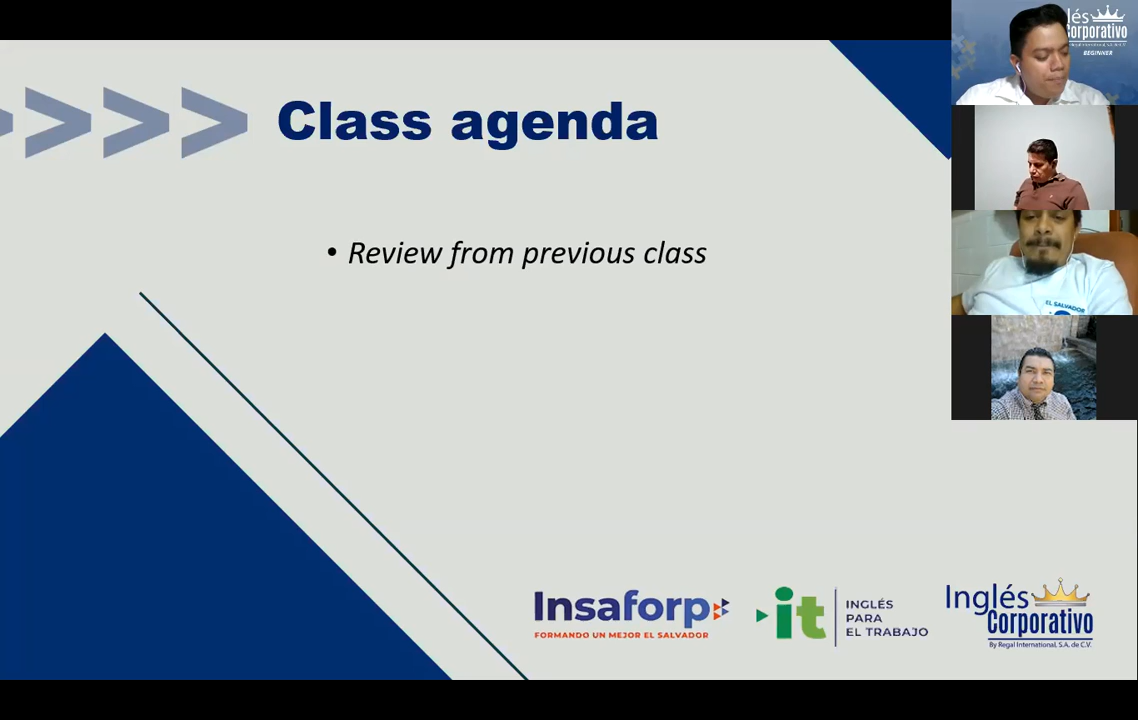 Class agenda
• Review from previous class
Insaforp
FORMANDO UN MEJOR EL SALVADOR
it
INGLÉS
PARA
EL TRABAJO
Inglés
Corporativo
By Regal International, S.A. de C.V.
lés
Corporativo
BEGINNER
EL SALVADOR